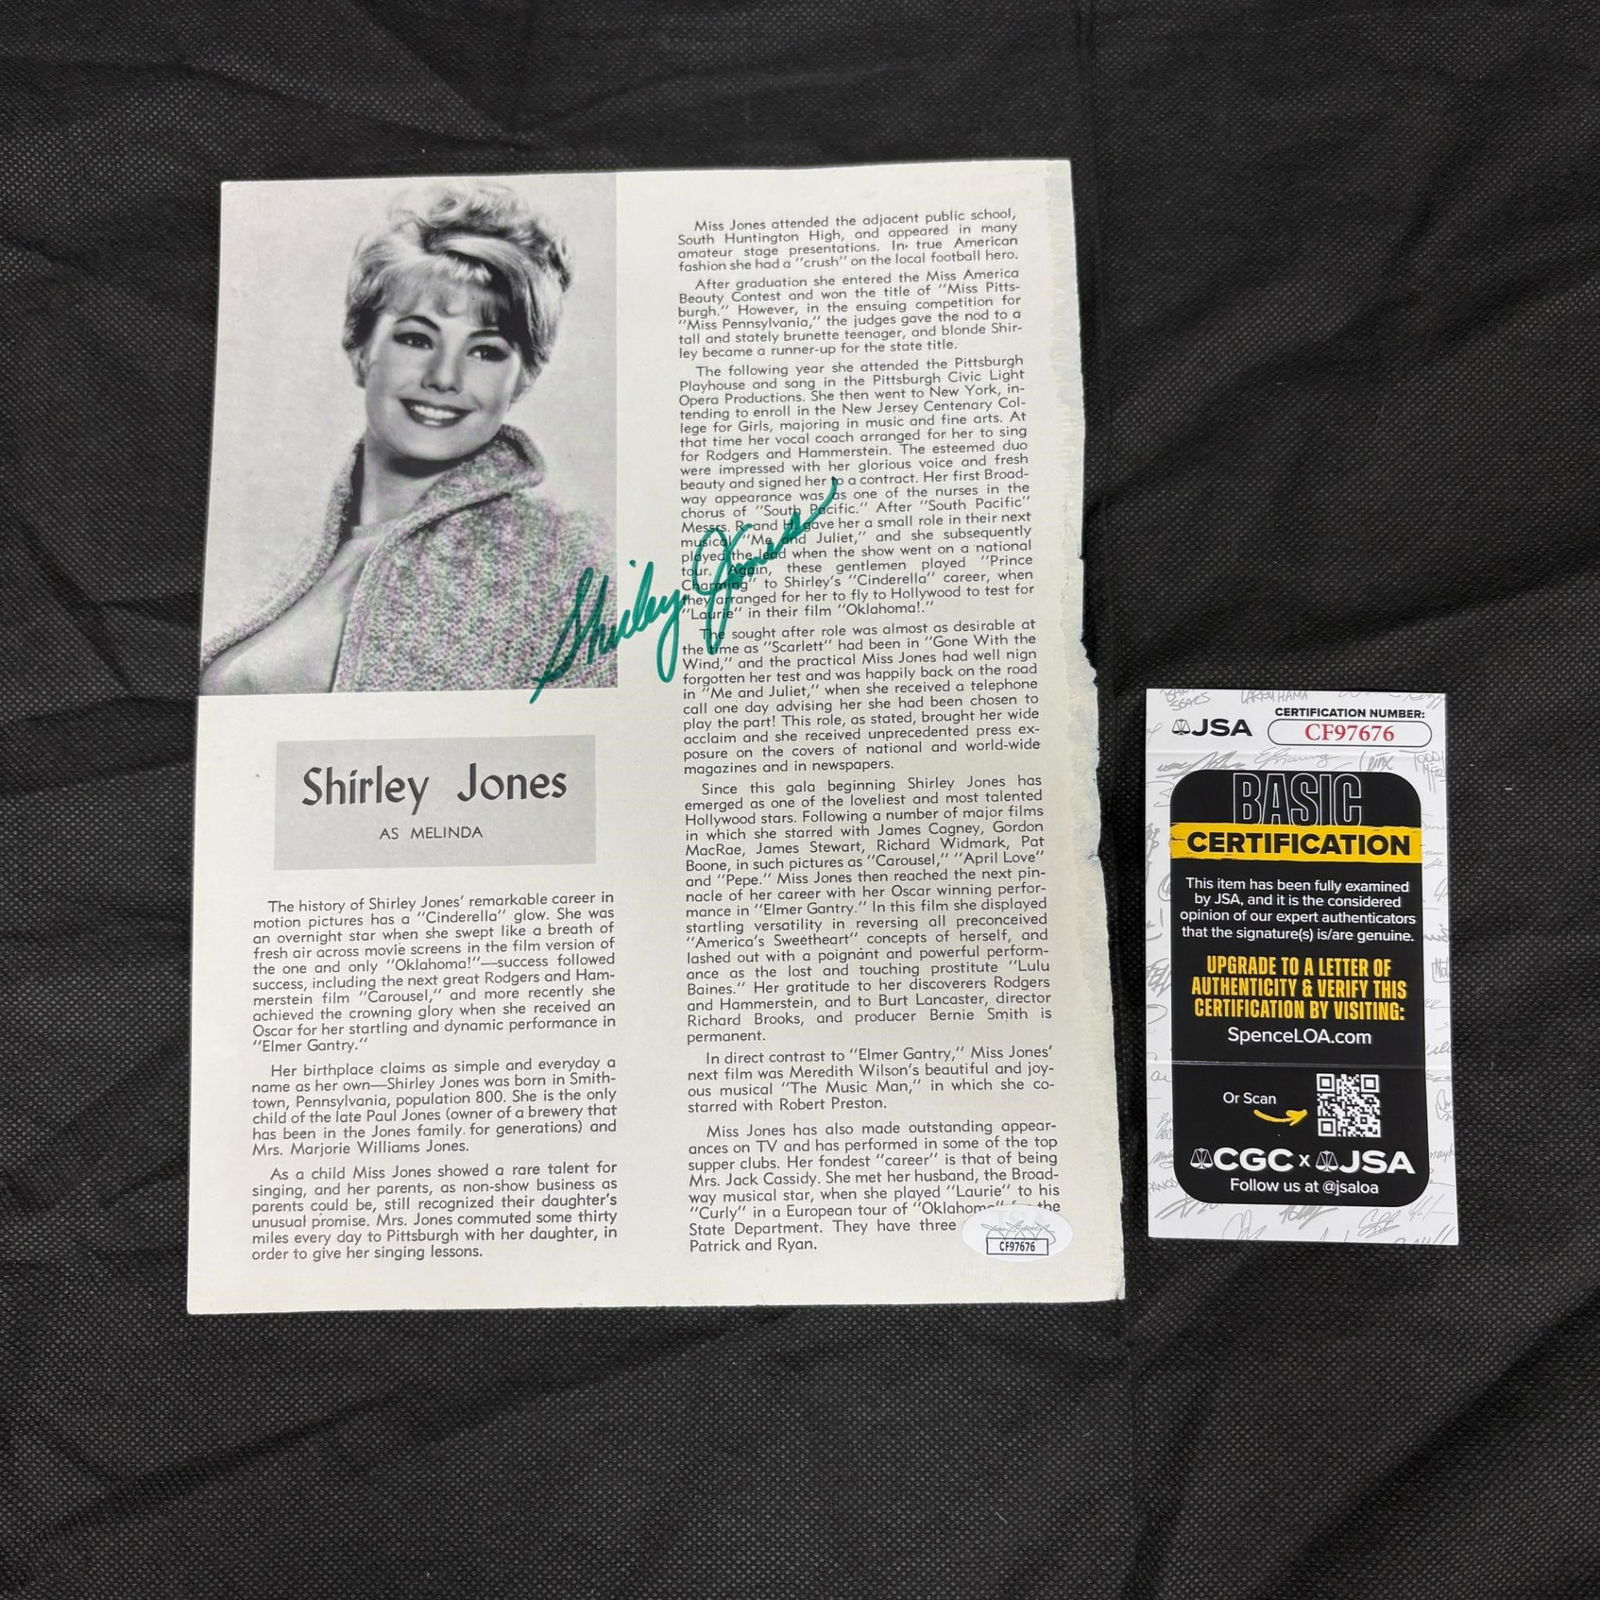 Shirley Jones
AS MELINDA
The history of Shirley Jones' remarkable career in
motion pictures has a "Cinderella" glow. She was
an overnight star when she swept like a breath of
fresh air across movie screens in the film version of
the one and only "Oklahoma!"—success followed
success, including the next great Rodgers and Ham-
merstein film "Carousel," and more recently she
achieved the crowning glory when she received an
Oscar for her startling and dynamic performance in
"Elmer Gantry."
Her birthplace claims as simple and everyday a
name as her own—Shirley Jones was born in Smith-
town, Pennsylvania, population 800. She is the only
child of the late Paul Jones (owner of a brewery that
has been in the Jones family for generations) and
Mrs. Marjorie Williams Jones.
As a child Miss Jones showed a rare talent for
singing, and her parents, as non-show business as
parents could be, still recognized their daughter's
unusual promise. Mrs. Jones commuted some thirty
miles every day to Pittsburgh with her daughter, in
order to give her singing lessons.
Miss Jones attended the adjacent public school,
South Huntington High, and appeared in many
amateur stage presentations. In true American
fashion she had a "crush" on the local football hero.
After graduation she entered the Miss America
Beauty Contest and won the title of "Miss Pitts-
burgh." However, in the ensuing competition for
"Miss Pennsylvania," the judges gave the nod to a
tall and stately brunette teenager, and blonde Shir-
ley became a runner-up for the state title.
The following year she attended the Pittsburgh
Playhouse and sang in the Pittsburgh Civic Light
Opera Productions. She then went to New York, in-
tending to enroll in the New Jersey Centenary Col-
lege for Girls, majoring in music and fine arts. At
that time her vocal coach arranged for her to sing
for Rodgers and Hammerstein. The esteemed duo
were impressed with her glorious voice and fresh
beauty and signed her to a contract. Her first Broad-
way appearance was as one of the nurses in the
chorus of "South Pacific." After "South Pacific"
Messrs. R and H. gave her a small role in their next
musical "Me and Juliet," and she subsequently
played the lead when the show went on a national
tour. Again, these gentlemen played "Prince
Charming" to Shirley's "Cinderella" career, when
they arranged for her to fly to Hollywood to test for
"Laurie" in their film "Oklahoma!."
The sought after role was almost as desirable at
the time as "Scarlett" had been in "Gone With the
Wind," and the practical Miss Jones had well nign
forgotten her test and was happily back on the road
in "Me and Juliet," when she received a telephone
call one day advising her she had been chosen to
play the part! This role, as stated, brought her wide
acclaim and she received unprecedented press ex-
posure on the covers of national and world-wide
magazines and in newspapers.
Since this gala beginning Shirley Jones has
emerged as one of the loveliest and most talented
Hollywood stars. Following a number of major films
in which she starred with James Cagney, Gordon
MacRae, James Stewart, Richard Widmark, Pat
Boone, in such pictures as "Carousel," "April Love"
and "Pepe." Miss Jones then reached the next pin-
nacle of her career with her Oscar winning perfor-
mance in "Elmer Gantry." In this film she displayed
startling versatility in reversing all preconceived
"America's Sweetheart" concepts of herself, and
lashed out with a poignant and powerful perform-
ance as the lost and touching prostitute "Lulu
Baines." Her gratitude to her discoverers Rodgers
and Hammerstein, and to Burt Lancaster, director
Richard Brooks, and producer Bernie Smith is
permanent.
In direct contrast to "Elmer Gantry," Miss Jones'
next film was Meredith Wilson's beautiful and joy-
ous musical "The Music Man," in which she co-
starred with Robert Preston.
Miss Jones has also made outstanding appear-
ances on TV and has performed in some of the top
supper clubs. Her fondest "career" is that of being
Mrs. Jack Cassidy. She met her husband, the Broad-
way musical star, when she played "Laurie" to his
"Curly" in a European tour of "Oklahoma" the
State Department. They have three
Patrick and Ryan.
Shirley Jones
CF97676
JSA
CERTIFICATION NUMBER:
CF97676
BASIC
CERTIFICATION
This item has been fully examined
by JSA, and it is the considered
opinion of our expert authenticators
that the signature(s) is/are genuine.
UPGRADE TO A LETTER OF
AUTHENTICITY & VERIFY THIS
CERTIFICATION BY VISITING:
SpenceLOA.com
Or Scan
CGC x JSA
Follow us at @jsaloa